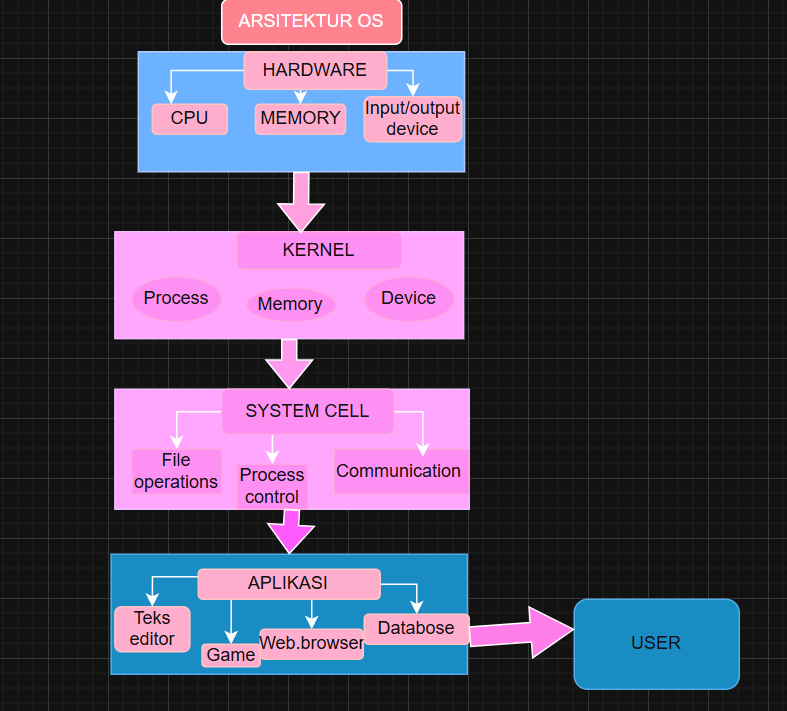 ARSITEKTUR OS
HARDWARE
CPU
MEMORY
Input/output
device
KERNEL
Process
Memory
Device
SYSTEM CELL
File
operations
Process
control
Communication
APLIKASI
Teks
editor
Game
Web.browser
Databose
USER